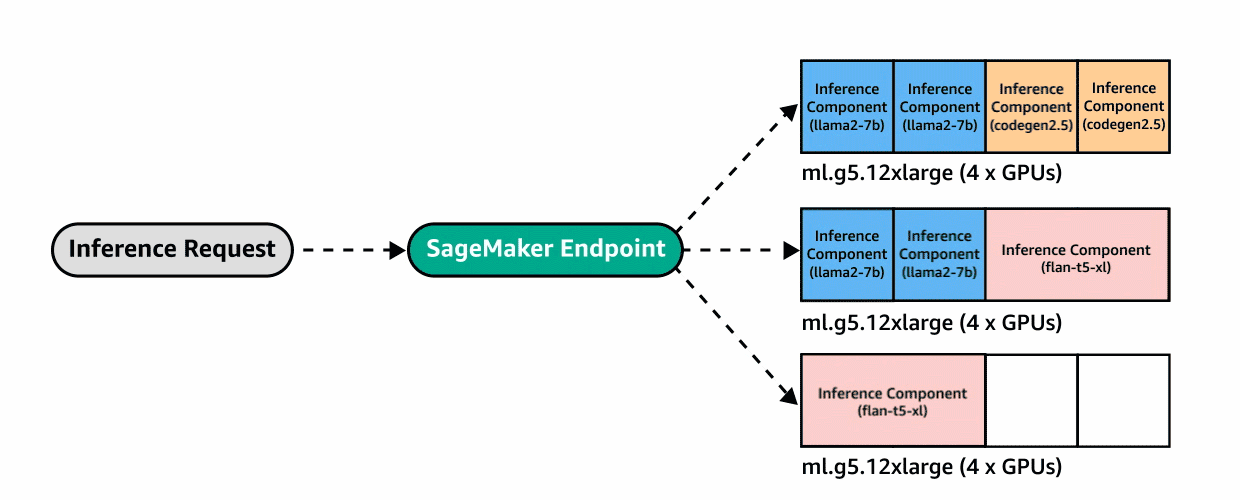 Inference Request
SageMaker Endpoint
Inference
Component
(llama2-7b)
Inference
Component
(llama2-7b)
Inference
Component
(codegen2.5)
Inference
Component
(codegen2.5)
ml.g5.12xlarge (4 x GPUs)
Inference
Component
(llama2-7b)
Inference
Component
(llama2-7b)
Inference Component
(flan-t5-xl)
ml.g5.12xlarge (4 x GPUs)
Inference Component
(flan-t5-xl)
ml.g5.12xlarge (4 x GPUs)